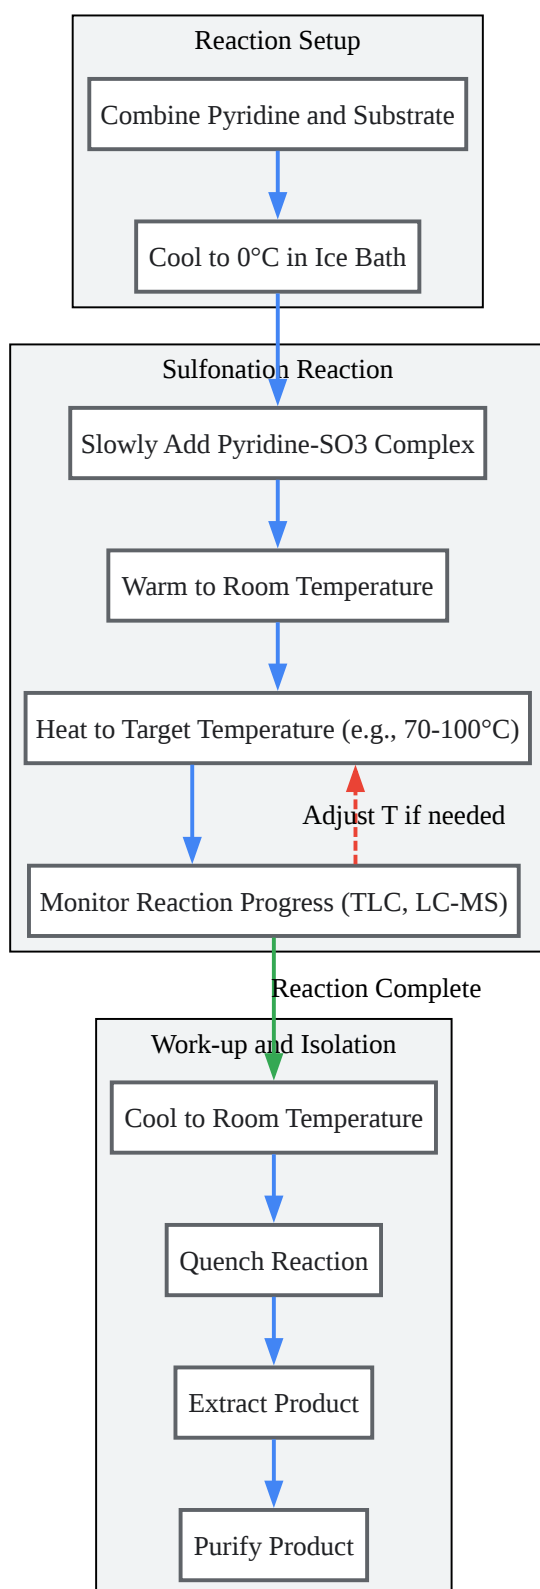 Reaction Setup
Combine Pyridine and Substrate
Cool to 0°C in Ice Bath
Sulfonation Reaction
Slowly Add Pyridine-SO3 Complex
Warm to Room Temperature
Heat to Target Temperature (e.g., 70-100°C)
Adjust T if needed
Monitor Reaction Progress (TLC, LC-MS)
Reaction Complete
Work-up and Isolation
Cool to Room Temperature
Quench Reaction
Extract Product
Purify Product